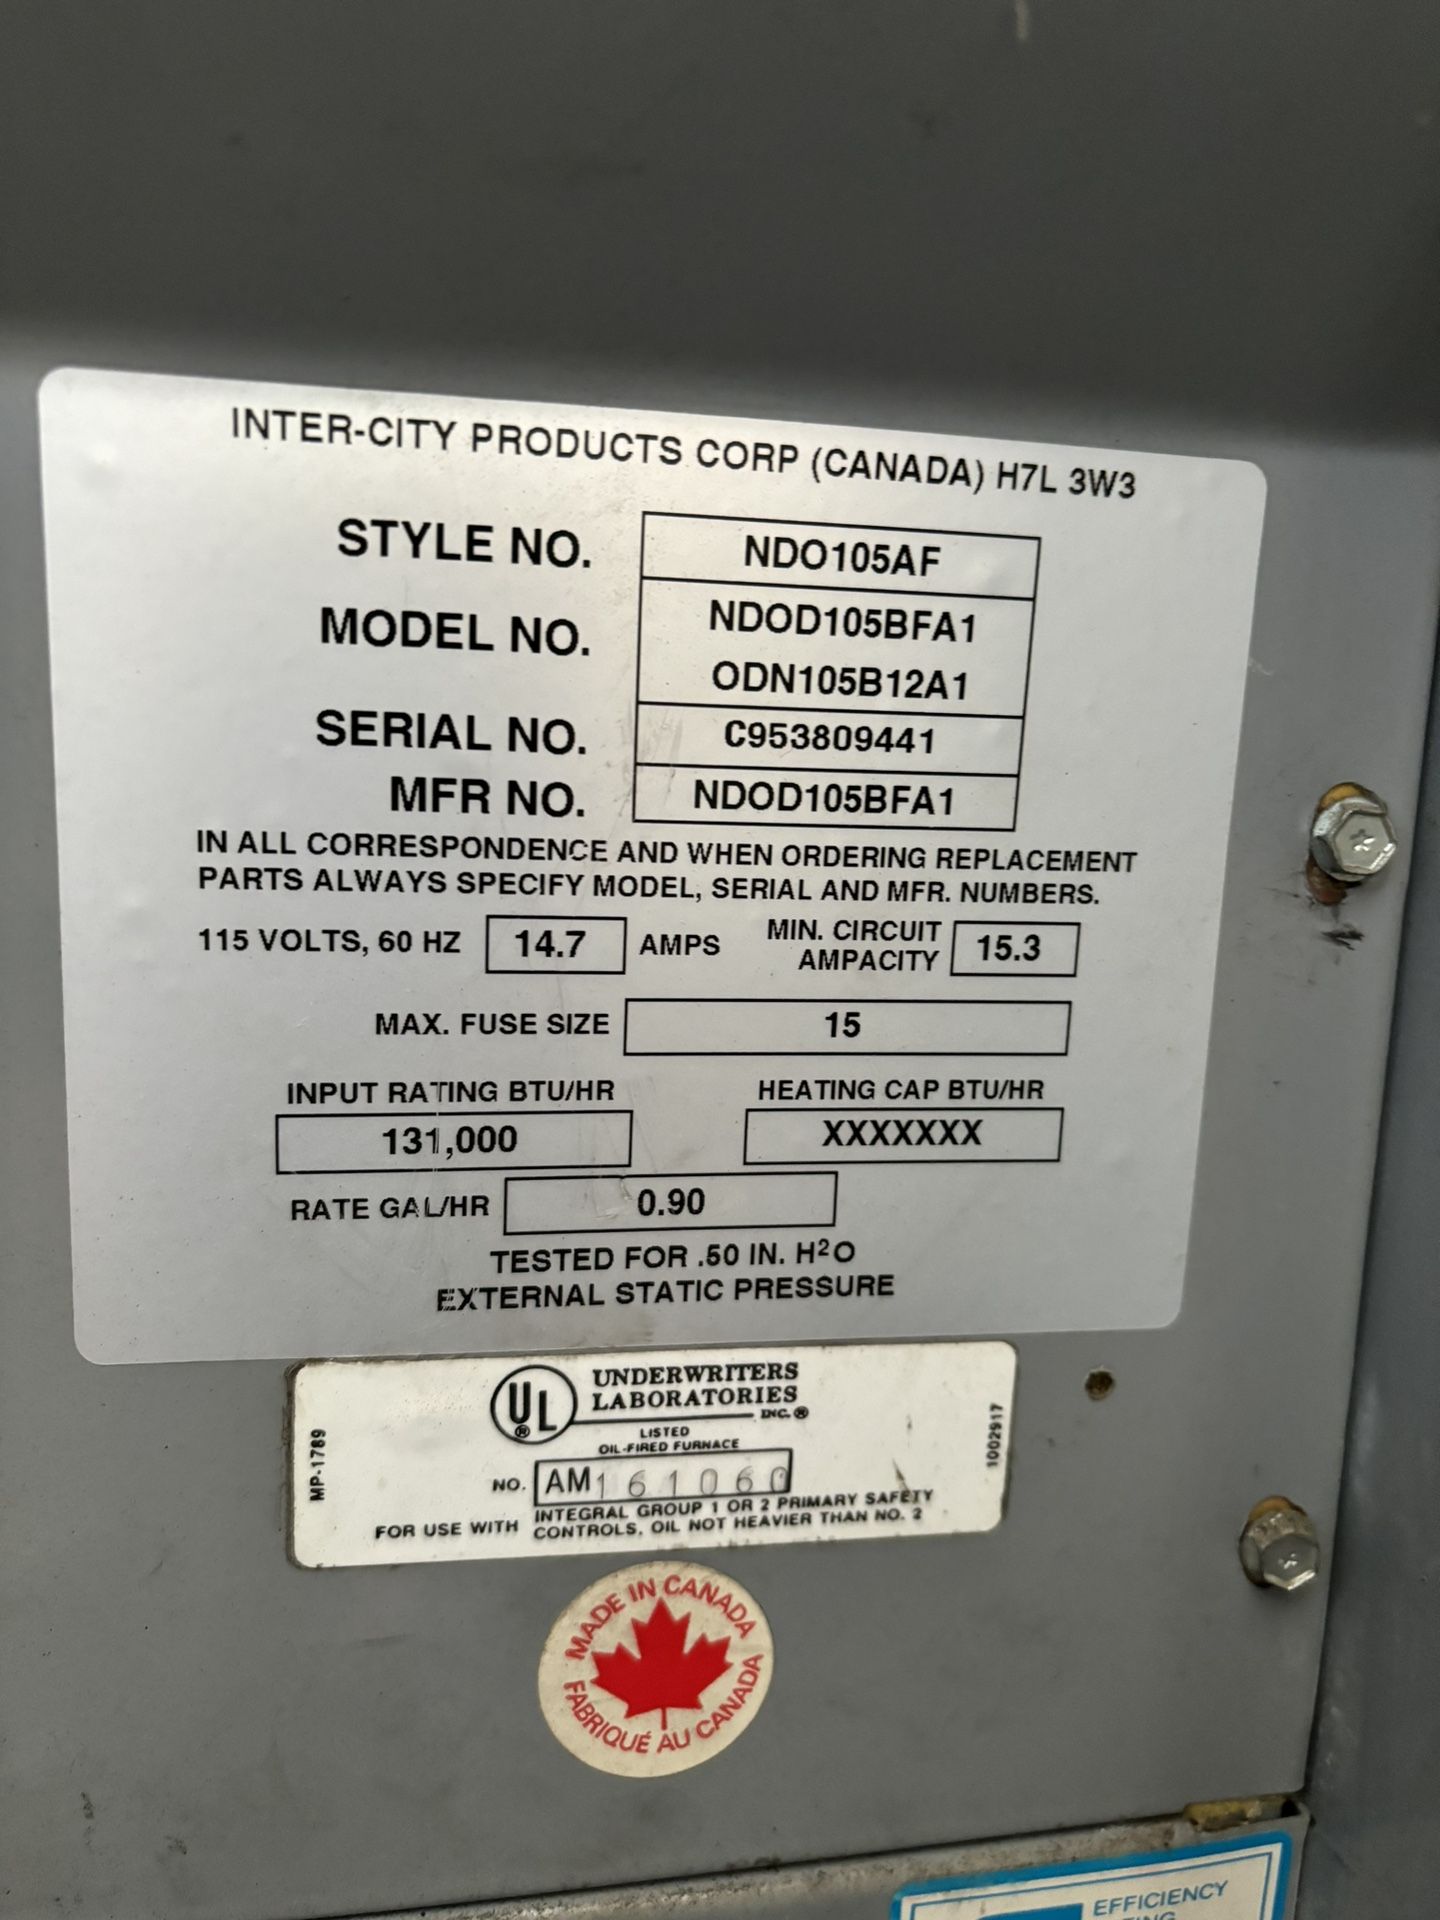 INTER-CITY PRODUCTS CORP (CANADA) H7L 3W3
STYLE NO. NDO105AF
MODEL NO. NDOD105BFA1
ODN105B12A1
SERIAL NO. C953809441
MFR NO. NDOD105BFA1
IN ALL CORRESPONDENCE AND WHEN ORDERING REPLACEMENT
PARTS ALWAYS SPECIFY MODEL, SERIAL AND MFR. NUMBERS.
115 VOLTS, 60 HZ 14.7 AMPS MIN. CIRCUIT AMPACITY 15.3
MAX. FUSE SIZE 15
INPUT RATING BTU/HR HEATING CAP BTU/HR
131,000 XXXXXXX
RATE GAL/HR 0.90
TESTED FOR .50 IN. H²O
EXTERNAL STATIC PRESSURE
MP-1789
UL ®
UNDERWRITERS
LABORATORIES
INC.®
LISTED
OIL-FIRED FURNACE
NO. AM161060
FOR USE WITH INTEGRAL GROUP 1 OR 2 PRIMARY SAFETY
CONTROLS, OIL NOT HEAVIER THAN NO. 2
1002917
MADE IN CANADA
FABRIQUÉ AU CANADA
EFFICIENCY